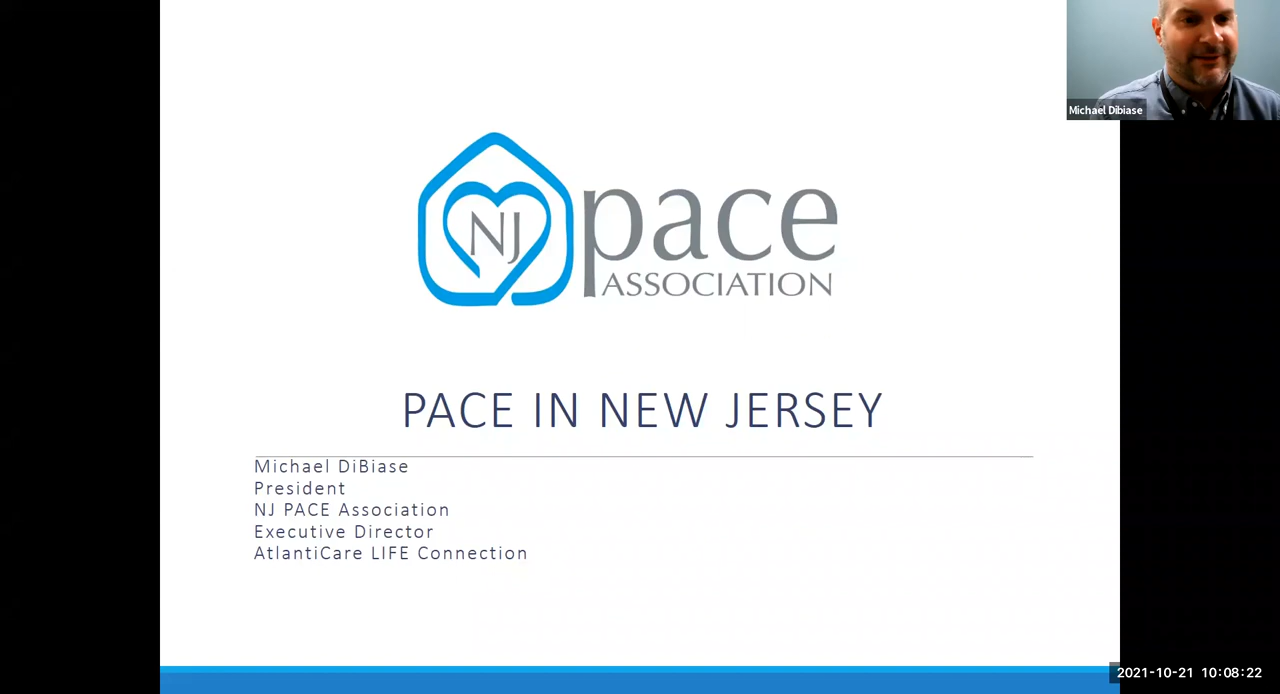 Michael Dibiase
NJ
pace
ASSOCIATION
PACE IN NEW JERSEY
Michael DiBiase
President
NJ PACE Association
Executive Director
AtlantiCare LIFE Connection
2021-10-21 10:08:22